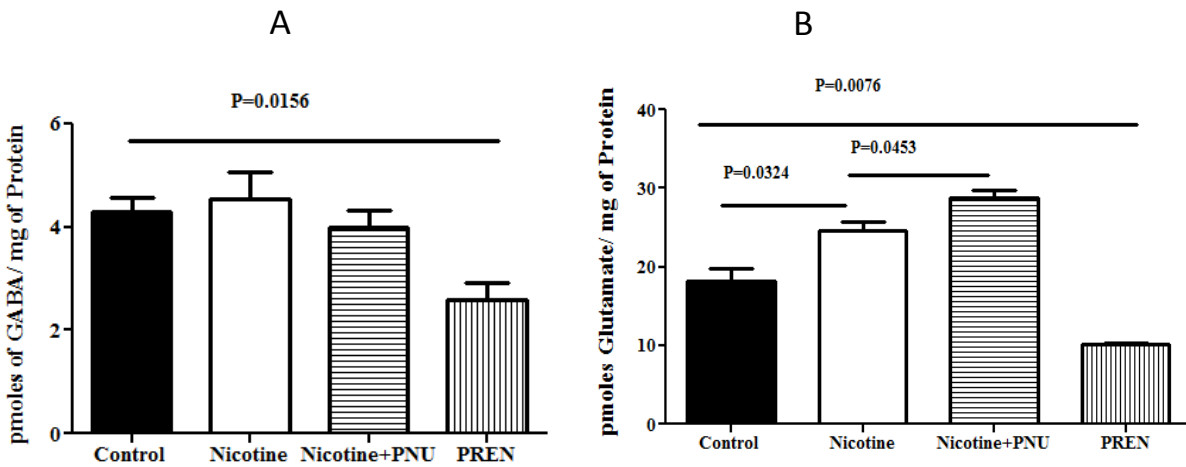 A
P=0.0156
pmoles of GABA/ mg of Protein
6
4
2
0
Control Nicotine Nicotine+PNU PREN
B
P=0.0076
P=0.0453
P=0.0324
pmoles Glutamate/ mg of Protein
40
30
20
10
0
Control Nicotine Nicotine+PNU PREN